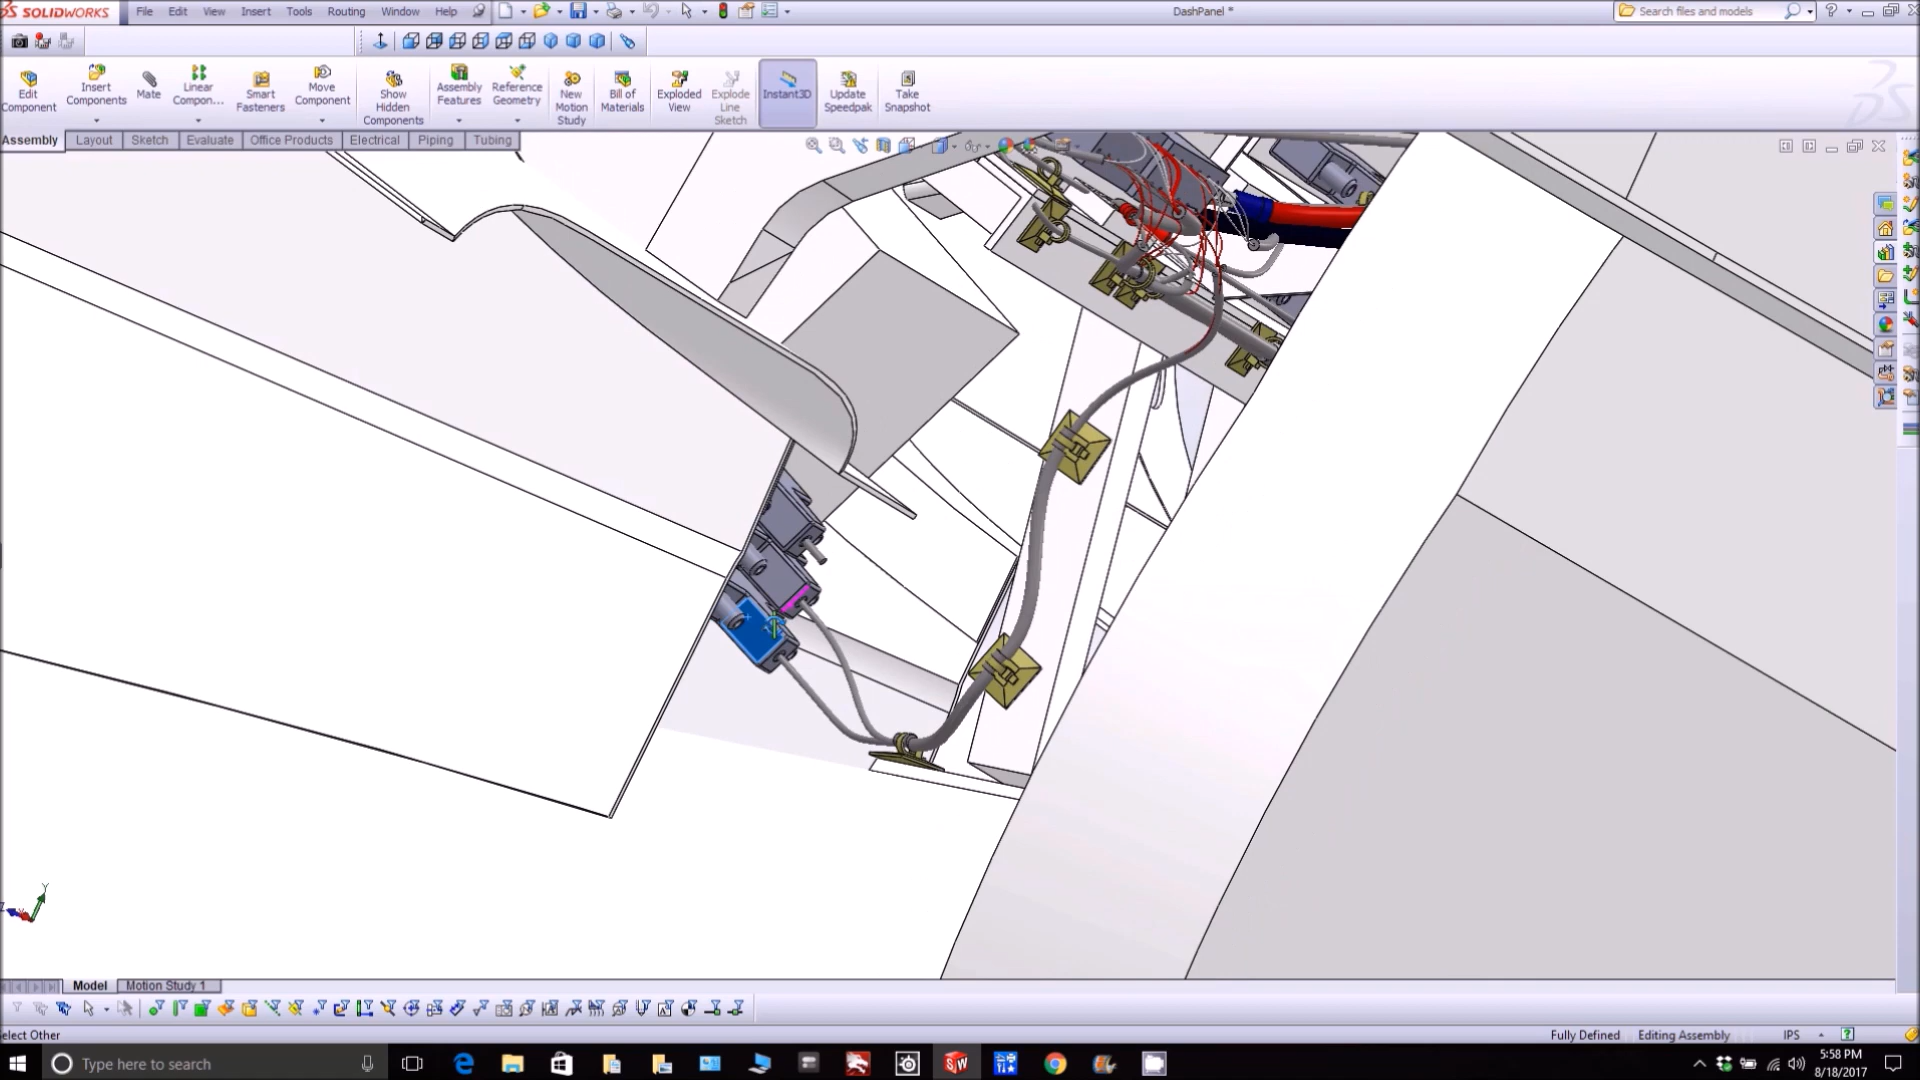 SOLIDWORKS File Edit View Insert Tools Routing Window Help DashPanel * Search files and models
Edit Component
Insert Components
Mate
Linear Compon...
Smart Fasteners
Move Component
Show Hidden Components
Assembly Features
Reference Geometry
New Motion Study
Bill of Materials
Exploded View
Explode Line Sketch
Instant3D
Update Speedpak
Take Snapshot
Assembly Layout Sketch Evaluate Office Products Electrical Piping Tubing
Y
Model Motion Study 1
elect Other Fully Defined Editing Assembly IPS
Type here to search
5:58 PM
8/18/2017